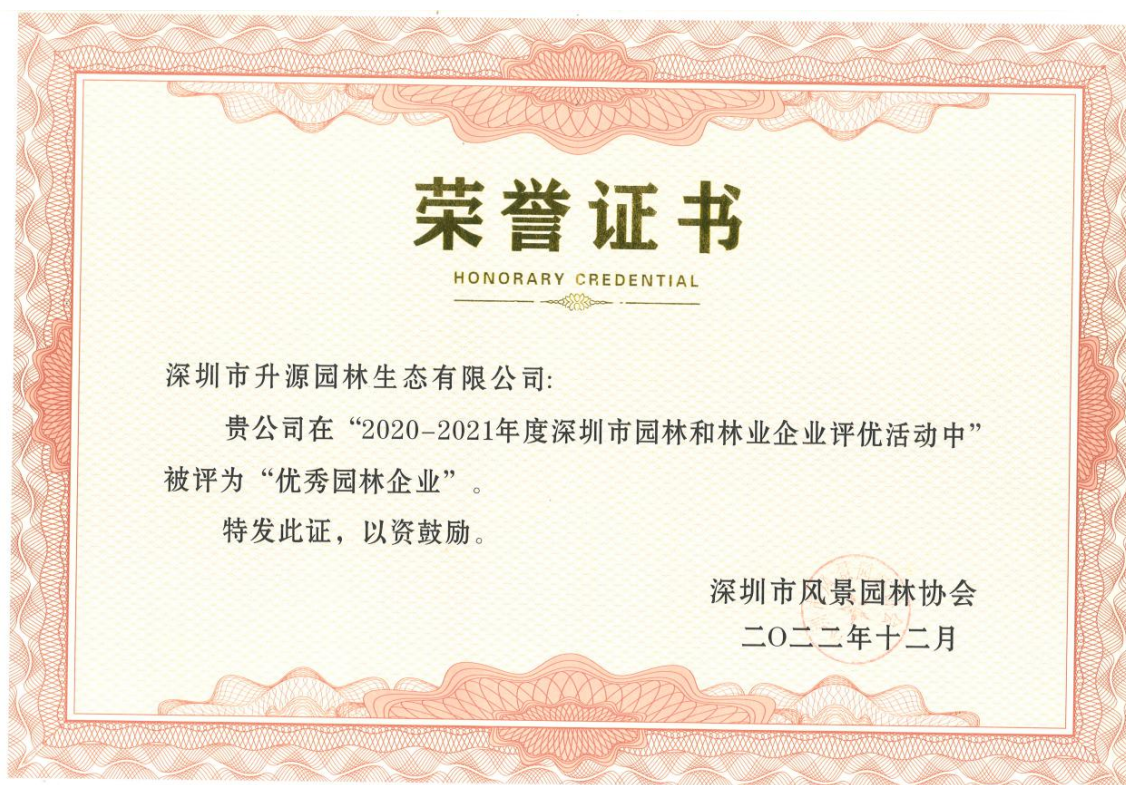 荣誉证书
HONORARY CREDENTIAL
深圳市升源园林生态有限公司:
贵公司在“2020-2021年度深圳市园林和林业企业评优活动中”
被评为“优秀园林企业”。
特发此证，以资鼓励。
深圳市风景园林协会
二〇二二年十二月